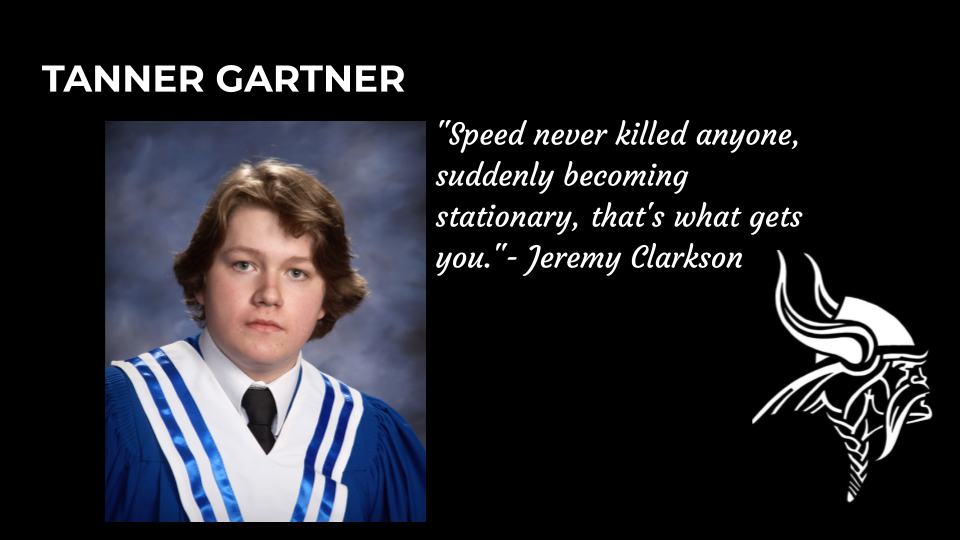 TANNER GARTNER
"Speed never killed anyone,
suddenly becoming
stationary, that's what gets
you."- Jeremy Clarkson